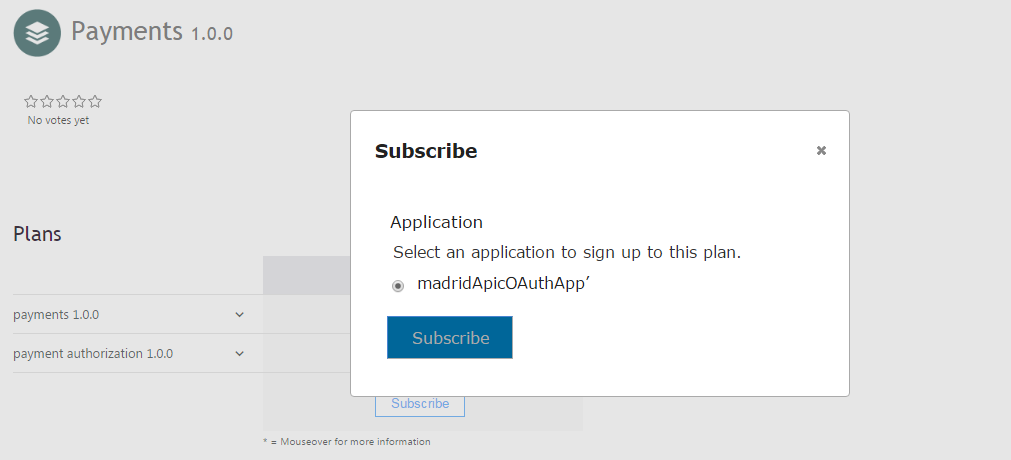 Payments 1.0.0
No votes yet
Subscribe
Application
Select an application to sign up to this plan.
madridApicOAuthApp’
Subscribe
Plans
payments 1.0.0
payment authorization 1.0.0
Subscribe
* = Mouseover for more information